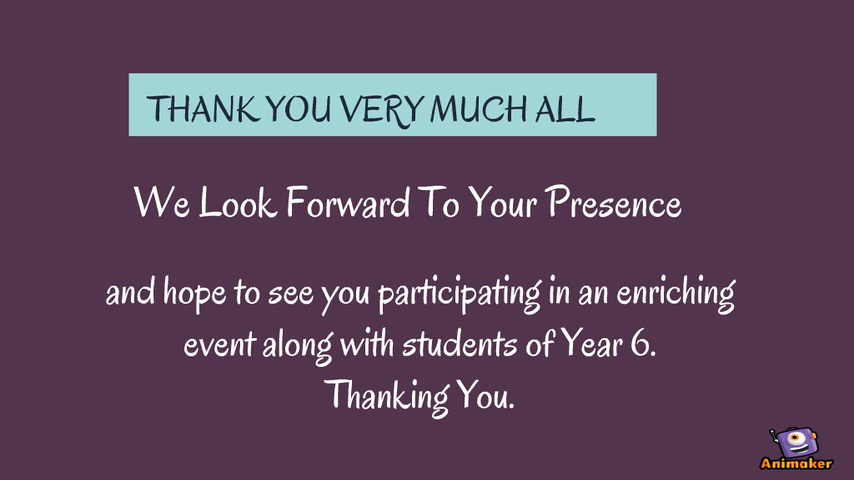 THANK YOU VERY MUCH ALL
We Look Forward To Your Presence
and hope to see you participating in an enriching
event along with students of Year 6.
Thanking You.
Animaker